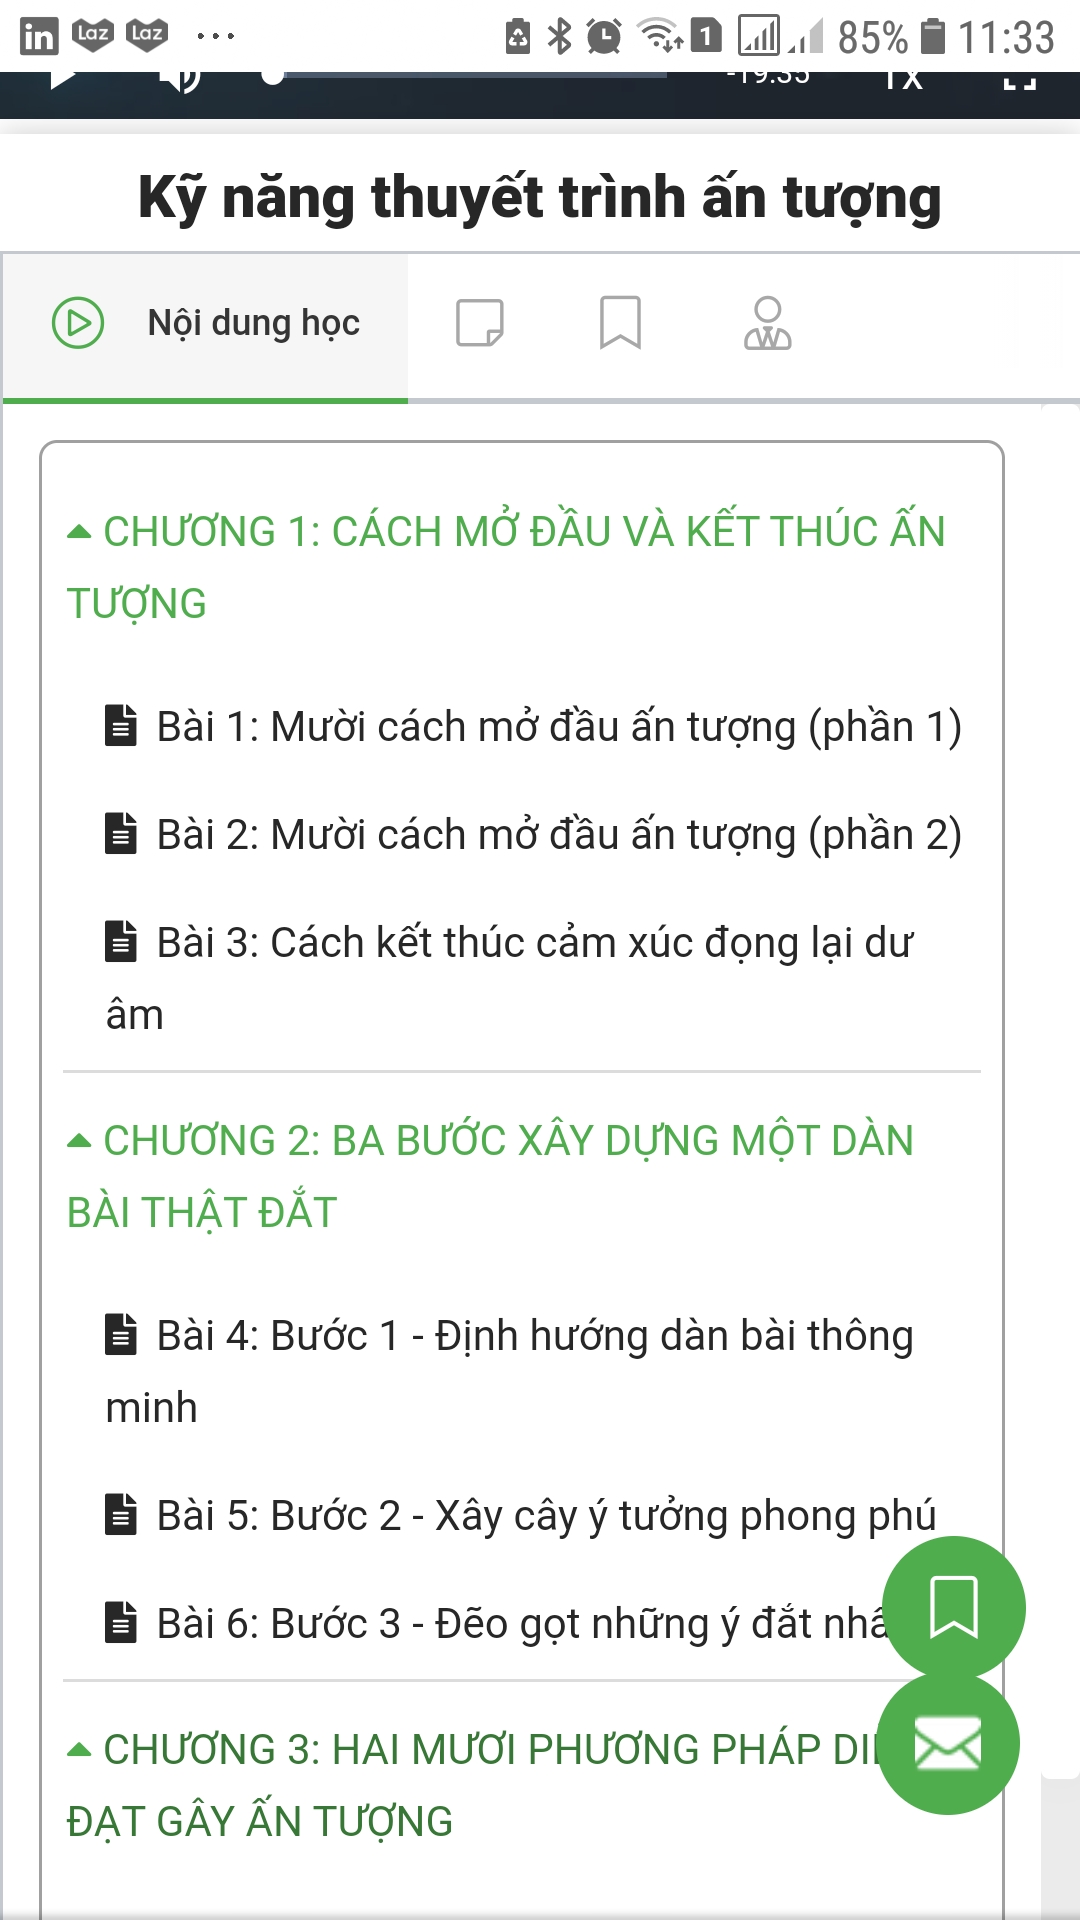 in Laz Laz ... 1 85% 11:33
-19:35 1X
Kỹ năng thuyết trình ấn tượng
Nội dung học
CHƯƠNG 1: CÁCH MỞ ĐẦU VÀ KẾT THÚC ẤN
TƯỢNG
Bài 1: Mười cách mở đầu ấn tượng (phần 1)
Bài 2: Mười cách mở đầu ấn tượng (phần 2)
Bài 3: Cách kết thúc cảm xúc đọng lại dư
âm
CHƯƠNG 2: BA BƯỚC XÂY DỰNG MỘT DÀN
BÀI THẬT ĐẮT
Bài 4: Bước 1 - Định hướng dàn bài thông
minh
Bài 5: Bước 2 - Xây cây ý tưởng phong phú
Bài 6: Bước 3 - Đẽo gọt những ý đắt
CHƯƠNG 3: HAI MƯƠI PHƯƠNG PHÁP
ĐẠT GÂY ẤN TƯỢNG